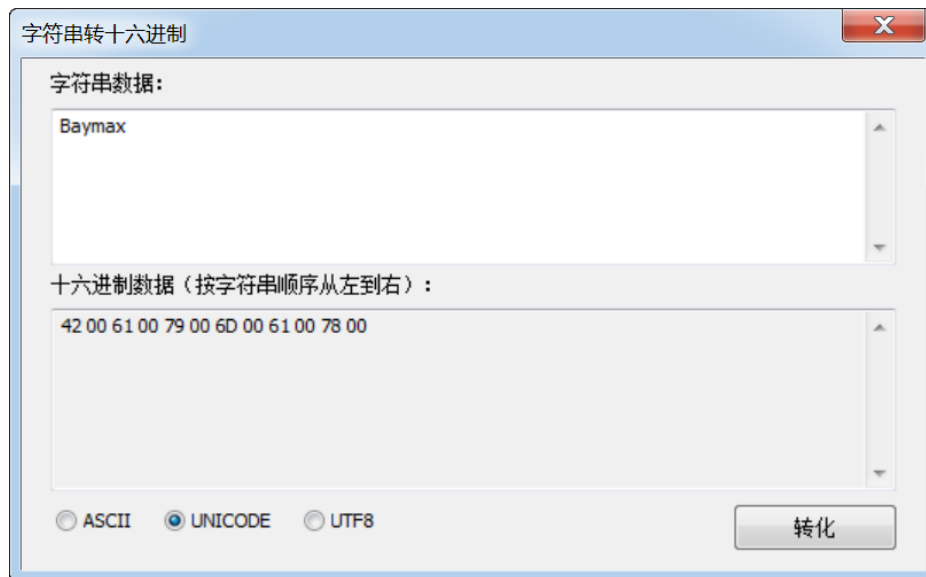 字符串转十六进制
字符串数据:
Baymax
十六进制数据(按字符串顺序从左到右):
42 00 61 00 79 00 6D 00 61 00 78 00
ASCII UNICODE UTF8
转化